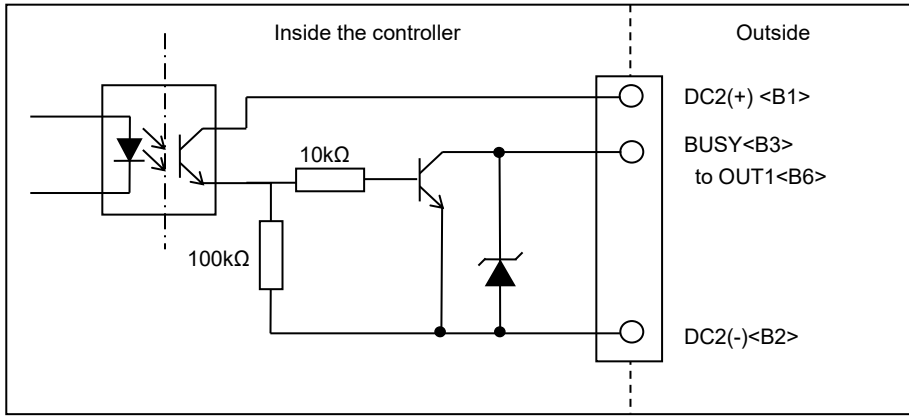 Inside the controller
Outside
DC2(+) <B1>
BUSY<B3>
to OUT1<B6>
10kΩ
100kΩ
DC2(-)<B2>